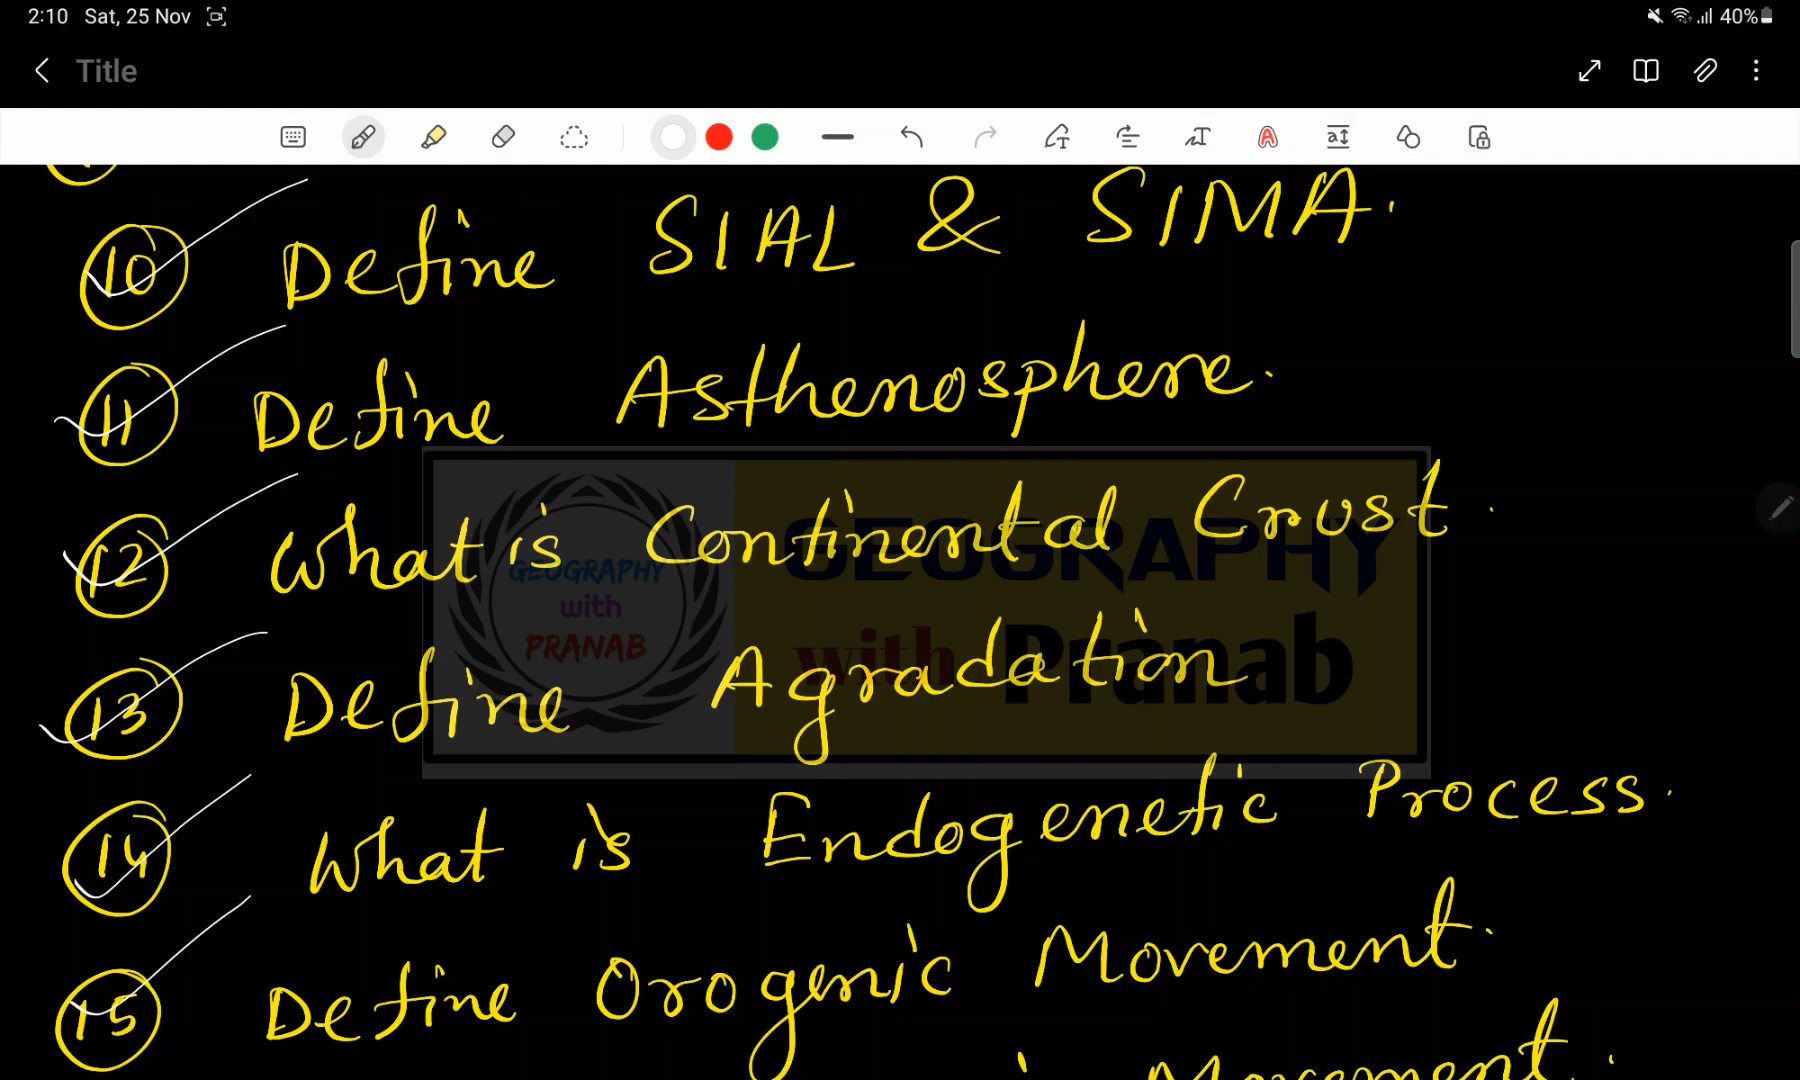 2:10 Sat, 25 Nov 40%
Title
10 Define SIAL & SIMA.
11 Define Asthenosphere.
12 What is Continental Crust.
GEOGRAPHY with PRANAB
GEOGRAPHY with Pranab
13 Define Agradation
14 What is Endogenetic Process.
15 Define Orogenic Movement.
Movement.